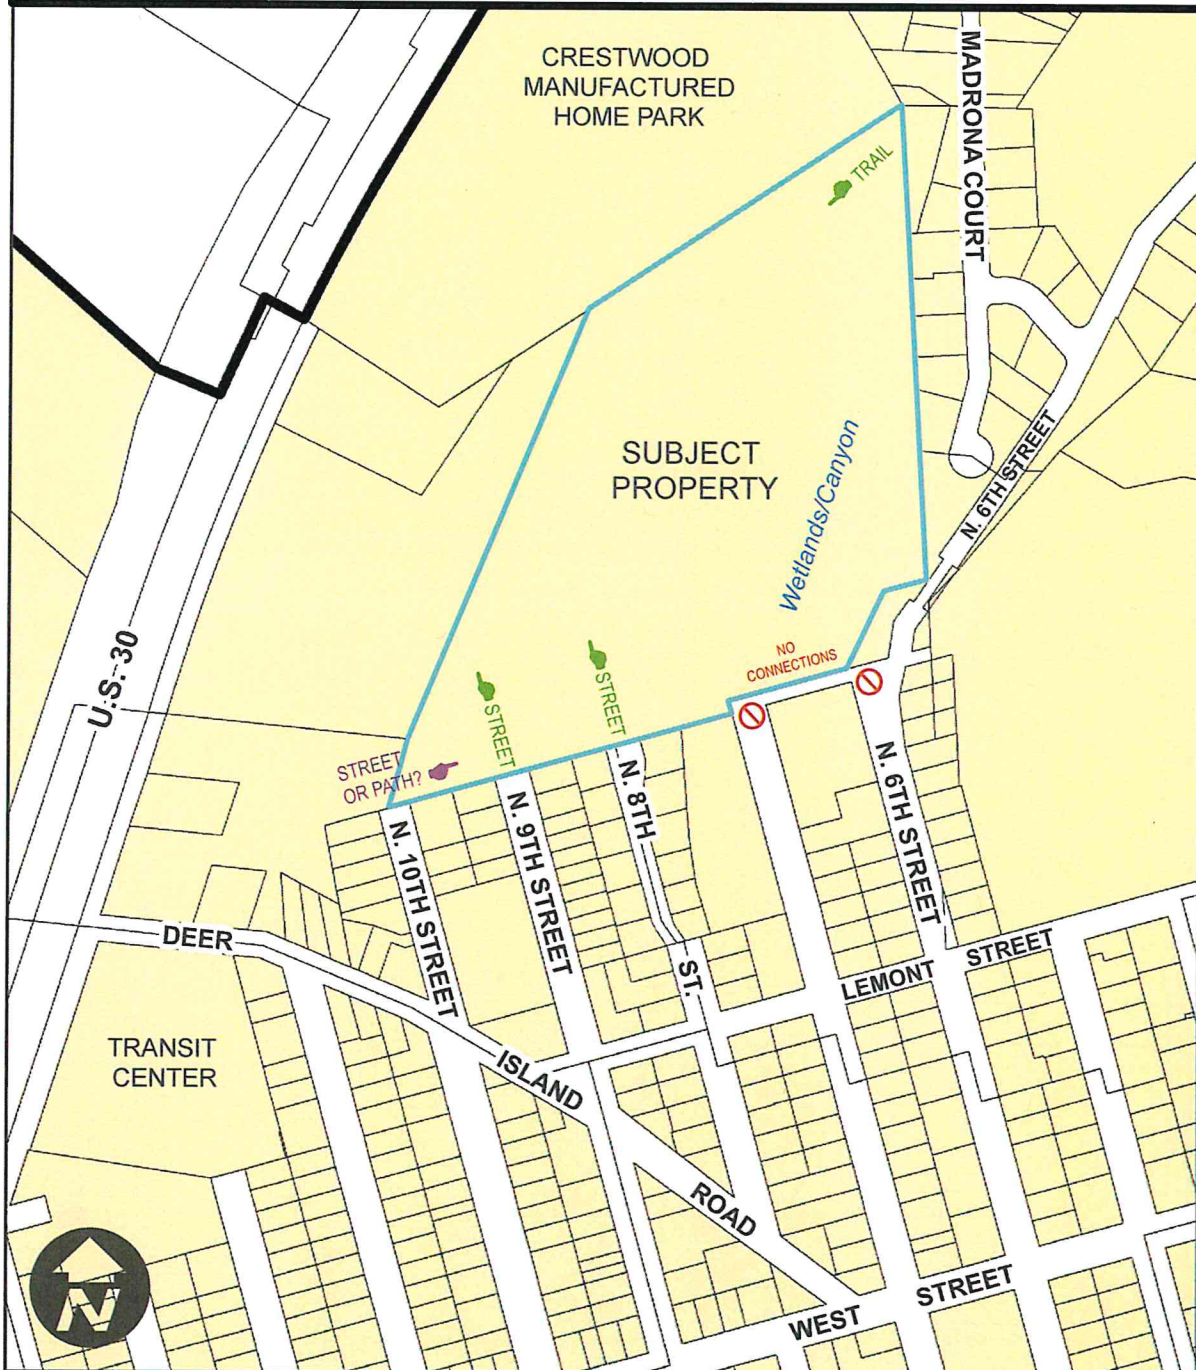 CRESTWOOD
MANUFACTURED
HOME PARK
MADRONA COURT
TRAIL
SUBJECT
PROPERTY
Wetlands/Canyon
N. 6TH STREET
U.S. 30
NO
CONNECTIONS
STREET
STREET
STREET
OR PATH?
N. 10TH STREET
N. 9TH STREET
N. 8TH
ST.
N. 6TH STREET
DEER
ISLAND
ROAD
LEMONT
STREET
TRANSIT
CENTER
WEST
STREET
N